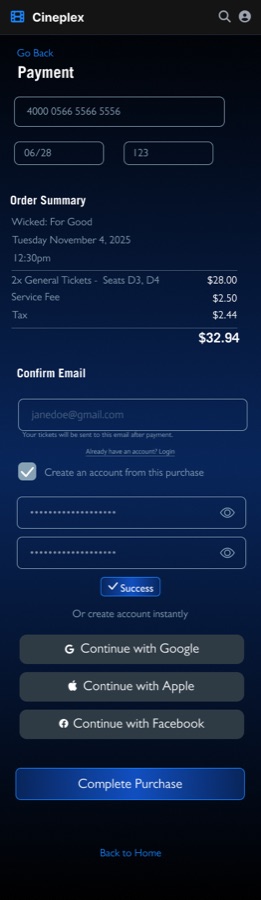 Cineplex
Go Back
Payment
4000 0566 5566 5556
06/28 123
Order Summary
Wicked: For Good
Tuesday November 4, 2025
12:30pm
2x General Tickets - Seats D3, D4 $28.00
Service Fee $2.50
Tax $2.44
$32.94
Confirm Email
janedoe@gmail.com
Your tickets will be sent to this email after payment.
Already have an account? Login
Create an account from this purchase
Success
Or create account instantly
Continue with Google
Continue with Apple
Continue with Facebook
Complete Purchase
Back to Home